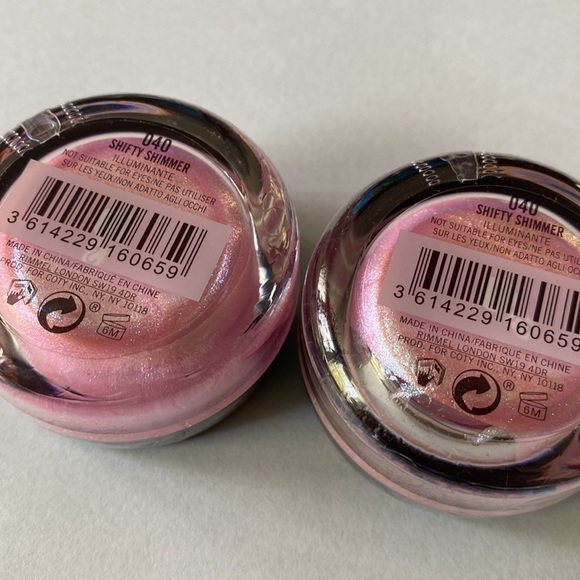 040
SHIFTY SHIMMER
ILLUMINANTE
NOT SUITABLE FOR EYES/NE PAS UTILISER
SUR LES YEUX/NON ADATTO AGLI OCCHI
3 614229 160659
MADE IN CHINA/FABRIQUÉ EN CHINE
RIMMEL LONDON SW19 4DR
PROD. FOR COTY INC., NY, NY 10118
6M
040
SHIFTY SHIMMER
ILLUMINANTE
NOT SUITABLE FOR EYES/NE PAS UTILISER
SUR LES YEUX/NON ADATTO AGLI OCCHI
3 614229 160659
MADE IN CHINA/FABRIQUÉ EN CHINE
RIMMEL LONDON SW19 4DR
PROD. FOR COTY INC., NY, NY 10118
®
6M